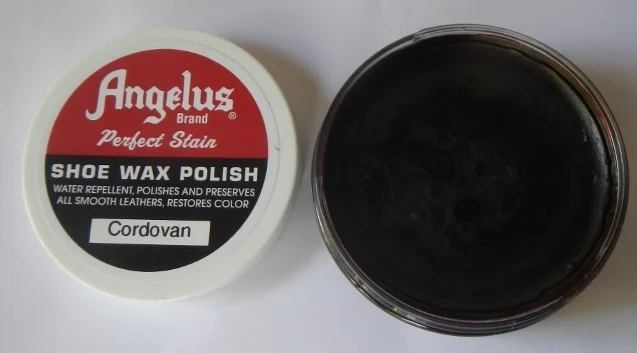 Angelus
Brand ®
Perfect Stain
SHOE WAX POLISH
WATER REPELLENT, POLISHES AND PRESERVES
ALL SMOOTH LEATHERS, RESTORES COLOR
Cordovan